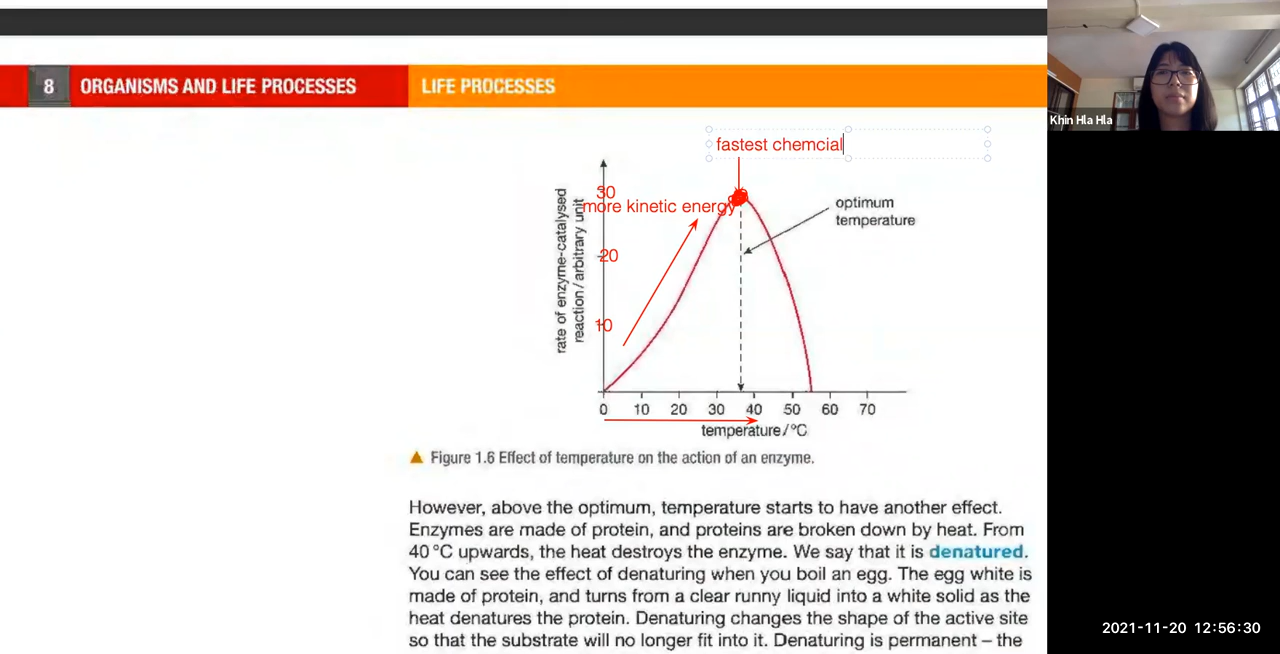 8 ORGANISMS AND LIFE PROCESSES LIFE PROCESSES
Khin Hla Hla
fastest chemcial
30
more kinetic energy
20
10
rate of enzyme-catalysed
reaction/arbitrary unit
optimum
temperature
0 10 20 30 40 50 60 70
temperature/°C
▲ Figure 1.6 Effect of temperature on the action of an enzyme.
However, above the optimum, temperature starts to have another effect.
Enzymes are made of protein, and proteins are broken down by heat. From
40 °C upwards, the heat destroys the enzyme. We say that it is denatured.
You can see the effect of denaturing when you boil an egg. The egg white is
made of protein, and turns from a clear runny liquid into a white solid as the
heat denatures the protein. Denaturing changes the shape of the active site
so that the substrate will no longer fit into it. Denaturing is permanent – the
2021-11-20 12:56:30